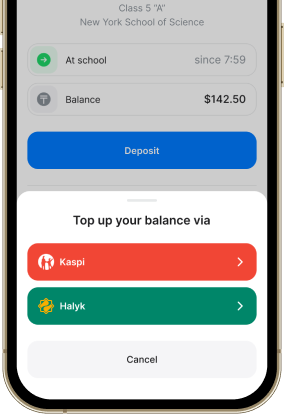 Class 5 "A"
New York School of Science
At school since 7:59
Balance $142.50
Deposit
Top up your balance via
Kaspi
Halyk
Cancel